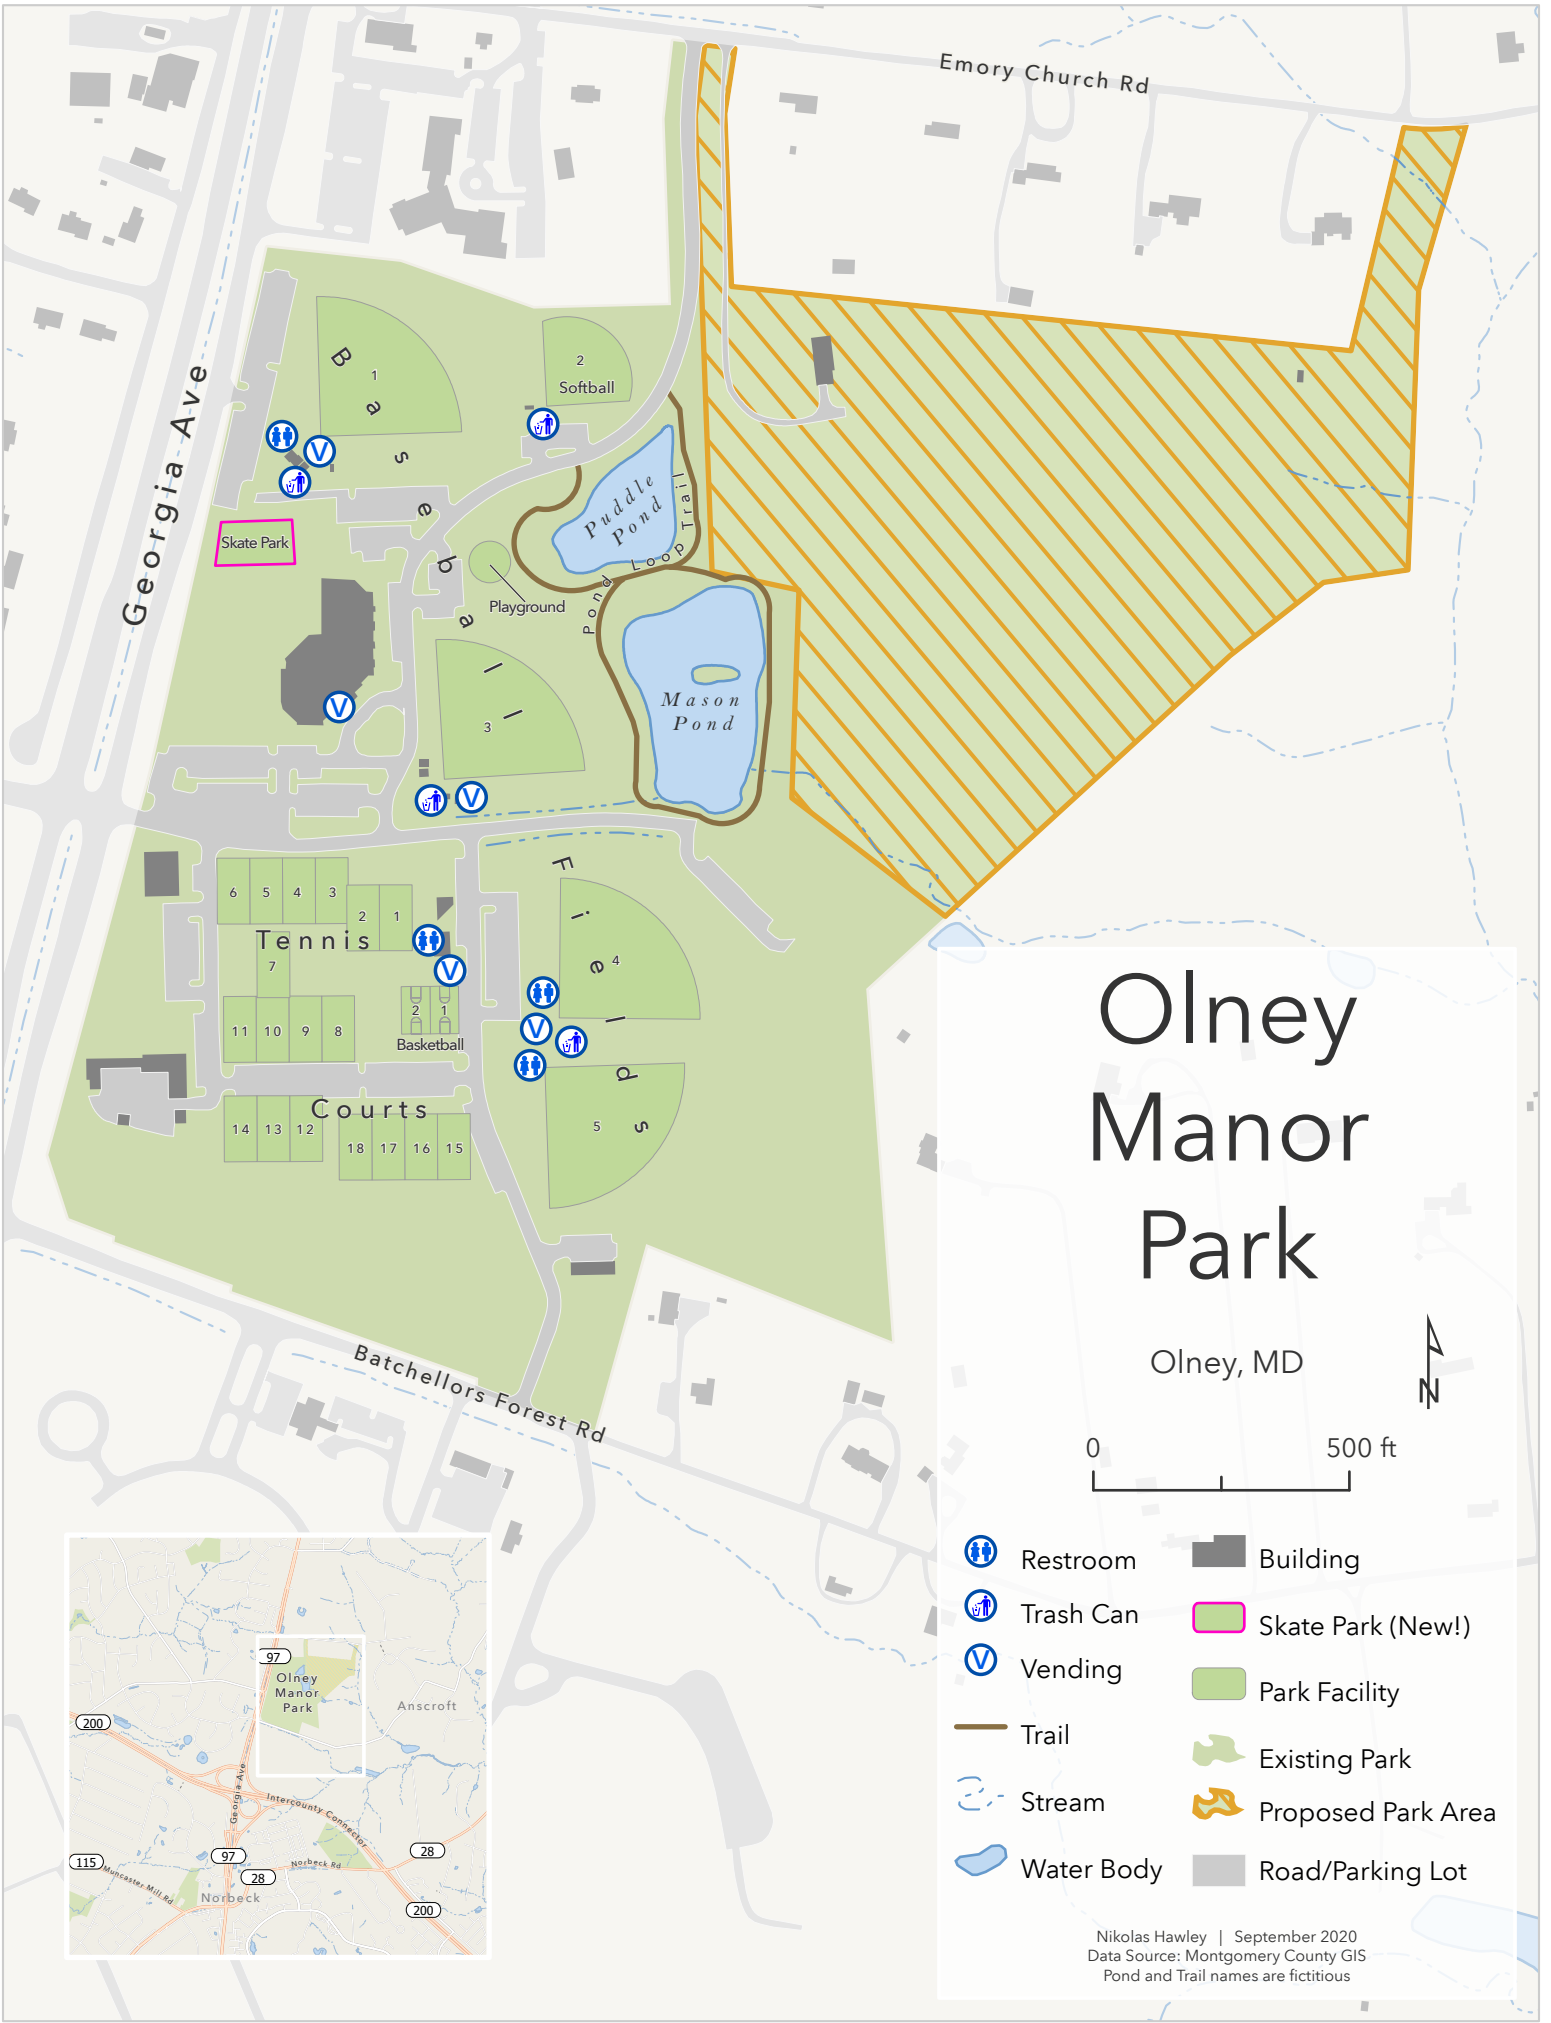 Emory Church Rd
Georgia Ave
Baseball Fields
1
2
Softball
Skate Park
Puddle
Pond
Pond Loop Trail
Playground
Mason
Pond
3
6 5 4 3
2 1
Tennis
7
11 10 9 8
2 1
Basketball
4
Courts
14 13 12
18 17 16 15
5
Batchellors Forest Rd
V
V
V
V
V
Olney
Manor
Park
Olney, MD
N
0 500 ft
Restroom
Trash Can
V Vending
Trail
Stream
Water Body
Building
Skate Park (New!)
Park Facility
Existing Park
Proposed Park Area
Road/Parking Lot
Nikolas Hawley | September 2020
Data Source: Montgomery County GIS
Pond and Trail names are fictitious
97
Olney
Manor
Park
Anscroft
200
Georgia Ave
Intercounty Connector
115
Muncaster Mill Rd
97
28
Norbeck Rd
28
Norbeck
200